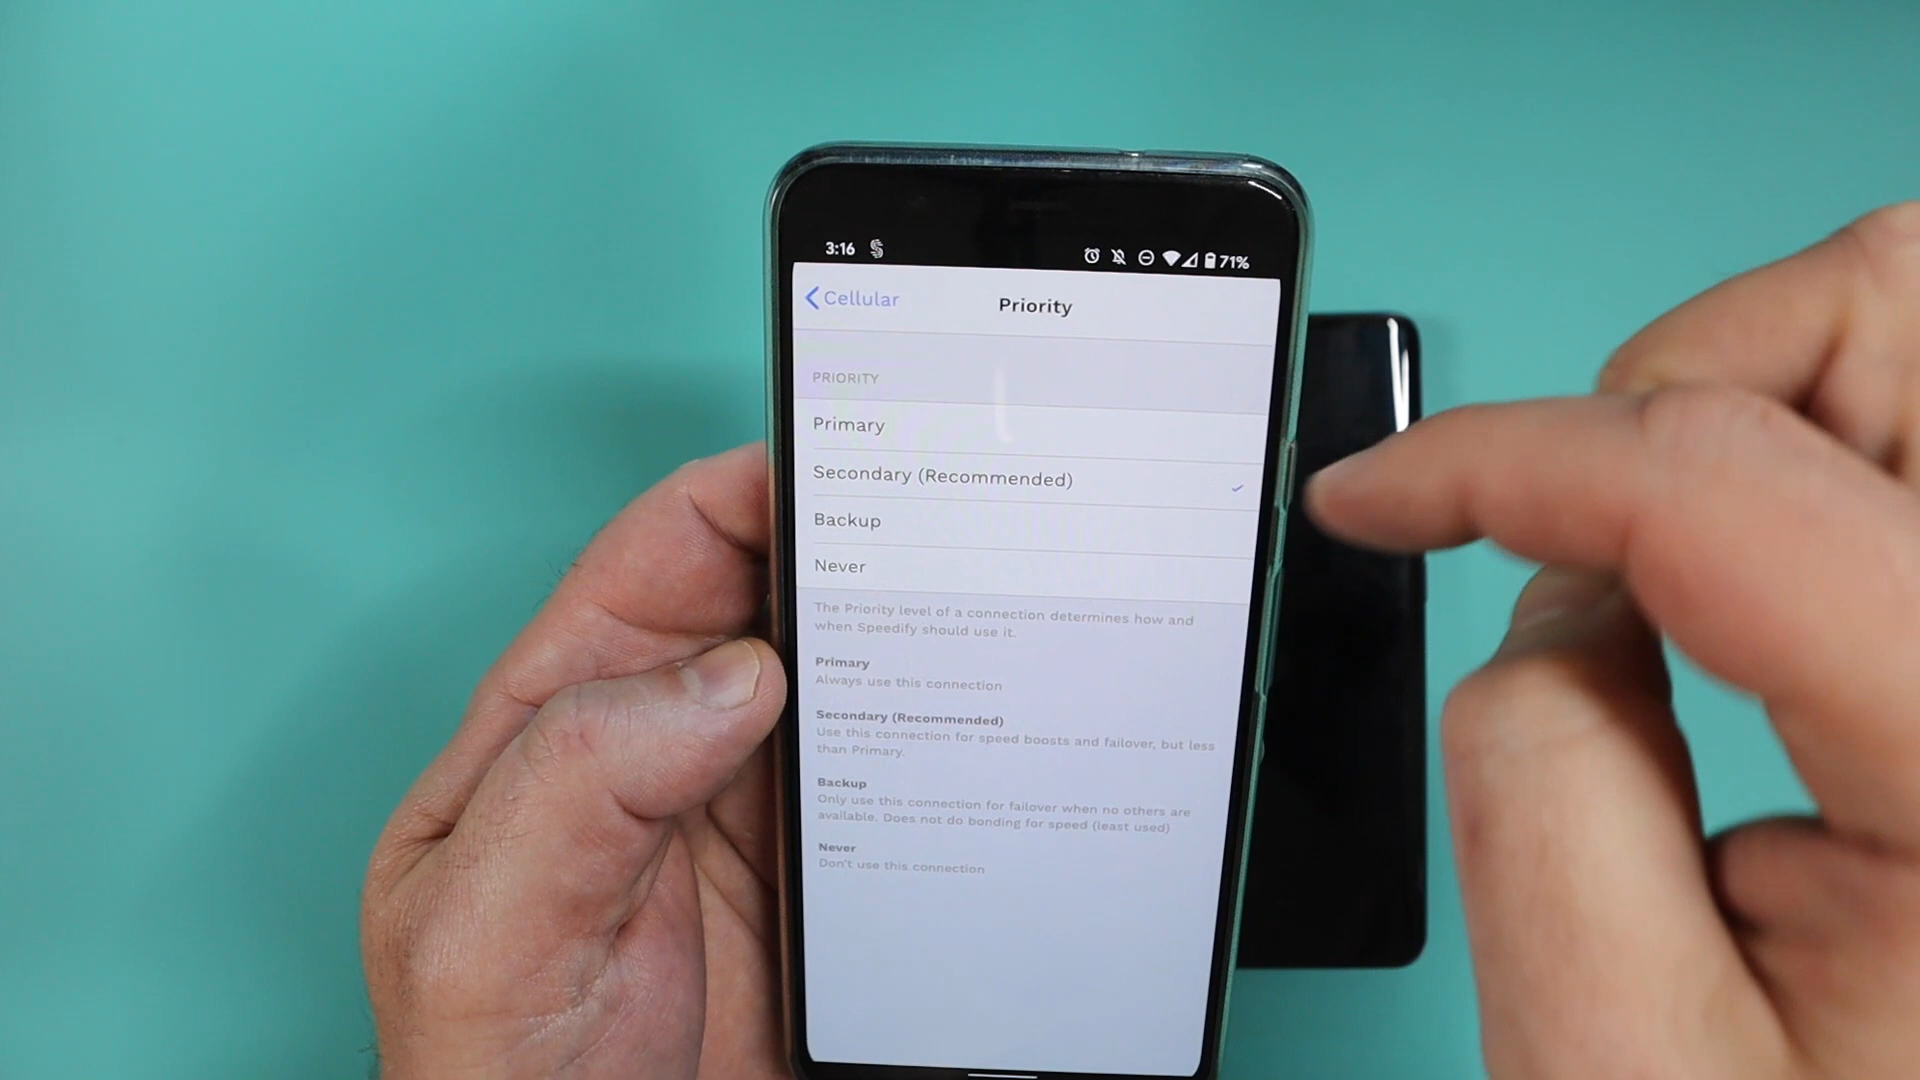 3:16
71%
Cellular
Priority
PRIORITY
Primary
Secondary (Recommended)
Backup
Never
The Priority level of a connection determines how and
when Speedify should use it.
Primary
Always use this connection
Secondary (Recommended)
Use this connection for speed boosts and failover, but less
than Primary.
Backup
Only use this connection for failover when no others are
available. Does not do bonding for speed (least used)
Never
Don't use this connection